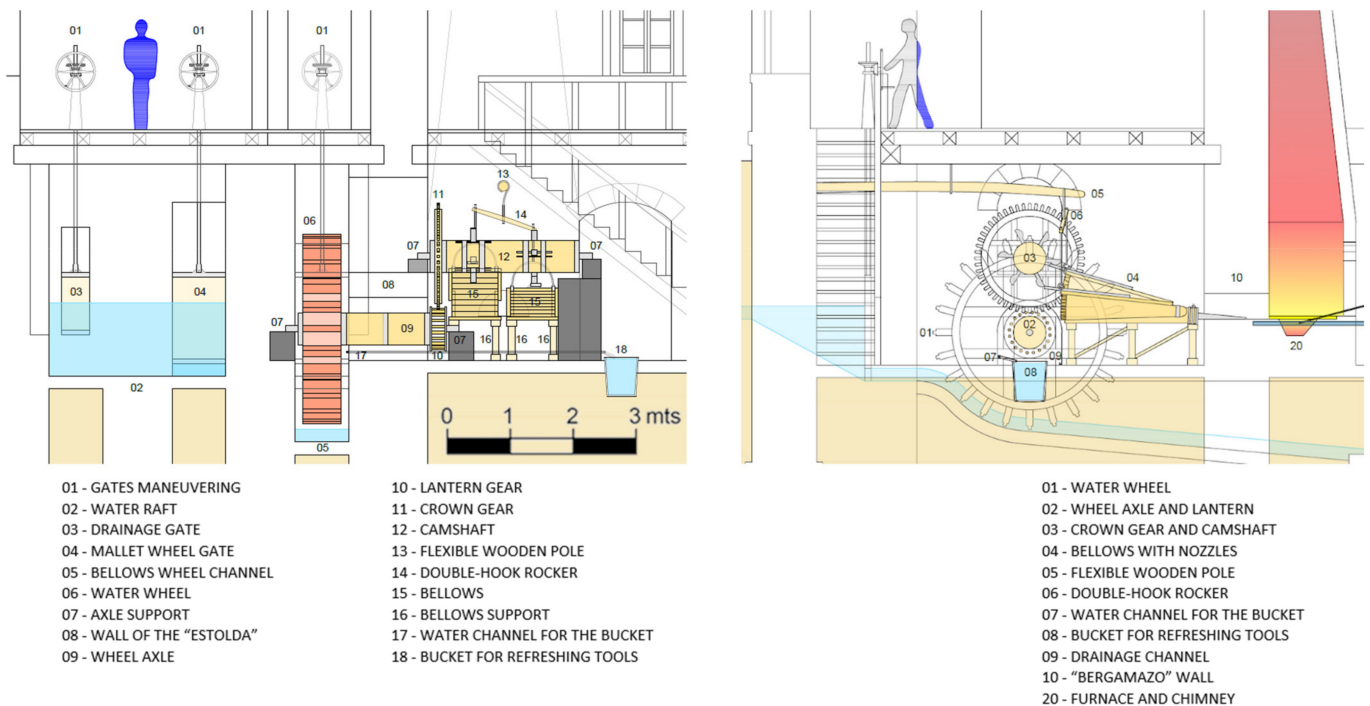 01 01 01
13
11
14
06
07 07
12
03 04
08
15 15
07 09
16 16 16
17 10 07
18
02
05
0 1 2 3 mts
05
06
03
04 10
01 02
07 09
08
20
01 - GATES MANEUVERING
02 - WATER RAFT
03 - DRAINAGE GATE
04 - MALLET WHEEL GATE
05 - BELLOWS WHEEL CHANNEL
06 - WATER WHEEL
07 - AXLE SUPPORT
08 - WALL OF THE “ESTOLDA”
09 - WHEEL AXLE
10 - LANTERN GEAR
11 - CROWN GEAR
12 - CAMSHAFT
13 - FLEXIBLE WOODEN POLE
14 - DOUBLE-HOOK ROCKER
15 - BELLOWS
16 - BELLOWS SUPPORT
17 - WATER CHANNEL FOR THE BUCKET
18 - BUCKET FOR REFRESHING TOOLS
01 - WATER WHEEL
02 - WHEEL AXLE AND LANTERN
03 - CROWN GEAR AND CAMSHAFT
04 - BELLOWS WITH NOZZLES
05 - FLEXIBLE WOODEN POLE
06 - DOUBLE-HOOK ROCKER
07 - WATER CHANNEL FOR THE BUCKET
08 - BUCKET FOR REFRESHING TOOLS
09 - DRAINAGE CHANNEL
10 - “BERGAMAZO” WALL
20 - FURNACE AND CHIMNEY